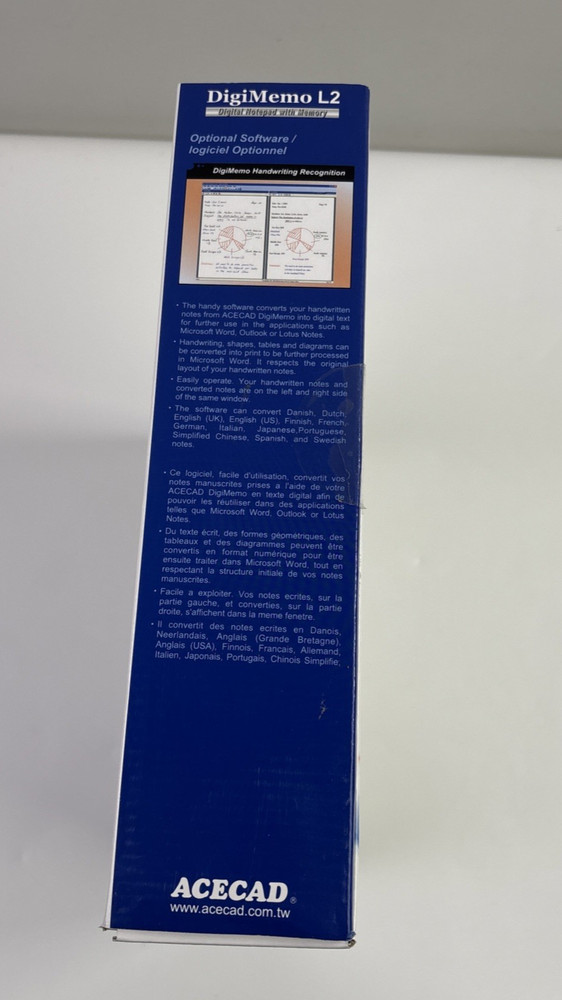 DigiMemo L2
Digital Notepad with Memory
Optional Software /
logiciel Optionnel
DigiMemo Handwriting Recognition
• The handy software converts your handwritten
notes from ACECAD DigiMemo into digital text
for further use in the applications such as
Microsoft Word, Outlook or Lotus Notes.
• Handwriting, shapes, tables and diagrams can
be converted into print to be further processed
in Microsoft Word. It respects the original
layout of your handwritten notes.
• Easily operate. Your handwritten notes and
converted notes are on the left and right side
of the same window
• The software can convert Danish, Dutch,
English (UK), English (US), Finnish, French,
German, Italian, Japanese,Portuguese,
Simplified Chinese, Spanish, and Swedish
notes.
• Ce logiciel, facile d'utilisation, convertit vos
notes manuscrites prises a l'aide de votre
ACECAD DigiMemo en texte digital afin de
pouvoir les réutiliser dans des applications
telles que Microsoft Word, Outlook or Lotus
Notes.
• Du texte écrit, des formes géométriques, des
tableaux et des diagrammes peuvent être
convertis en format numérique pour être
ensuite traiter dans Microsoft Word, tout en
respectant la structure initiale de vos notes
manuscrites.
• Facile a exploiter. Vos notes ecrites, sur la
partie gauche, et converties, sur la partie
droite, s'affichent dans la meme fenetre.
• Il convertit des notes ecrites en Danois,
Neerlandais, Anglais (Grande Bretagne),
Anglais (USA), Finnois, Francais, Allemand,
Italien, Japonais, Portugais, Chinois Simplifie,
ACECAD®
www.acecad.com.tw